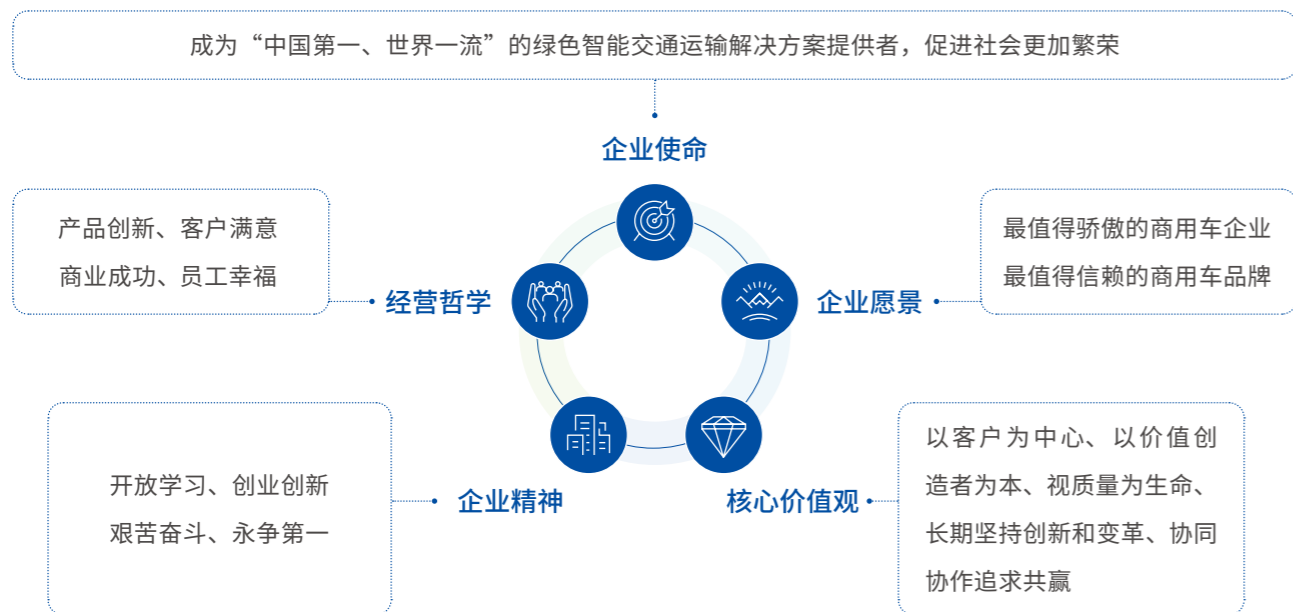 成为“中国第一、世界一流”的绿色智能交通运输解决方案提供者，促进社会更加繁荣
企业使命
产品创新、客户满意
商业成功、员工幸福
经营哲学
最值得骄傲的商用车企业
最值得信赖的商用车品牌
企业愿景
开放学习、创业创新
艰苦奋斗、永争第一
企业精神
核心价值观
以客户为中心、以价值创
造者为本、视质量为生命、
长期坚持创新和变革、协同
协作追求共赢